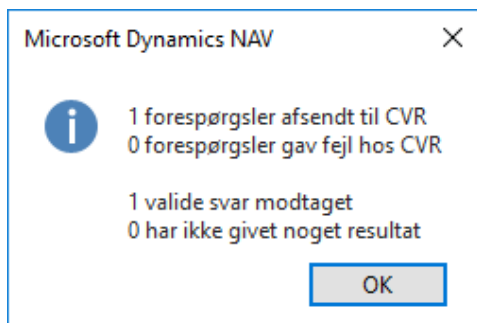 Microsoft Dynamics NAV
1 forespørgsler afsendt til CVR
0 forespørgsler gav fejl hos CVR
1 valide svar modtaget
0 har ikke givet noget resultat
OK